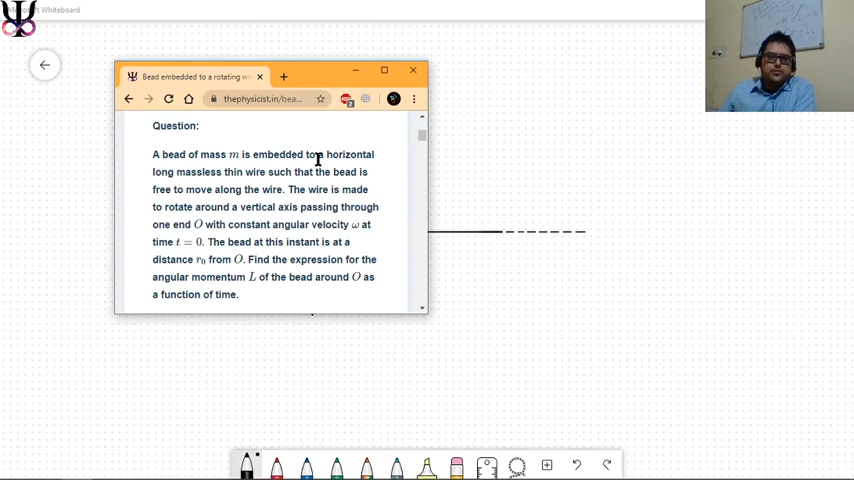 Whiteboard
Bead embedded to a rotating w
thephysicist.in/bea...
2
Question:
A bead of mass m is embedded to a horizontal
long massless thin wire such that the bead is
free to move along the wire. The wire is made
to rotate around a vertical axis passing through
one end O with constant angular velocity ω at
time t = 0. The bead at this instant is at a
distance r₀ from O. Find the expression for the
angular momentum L of the bead around O as
a function of time.